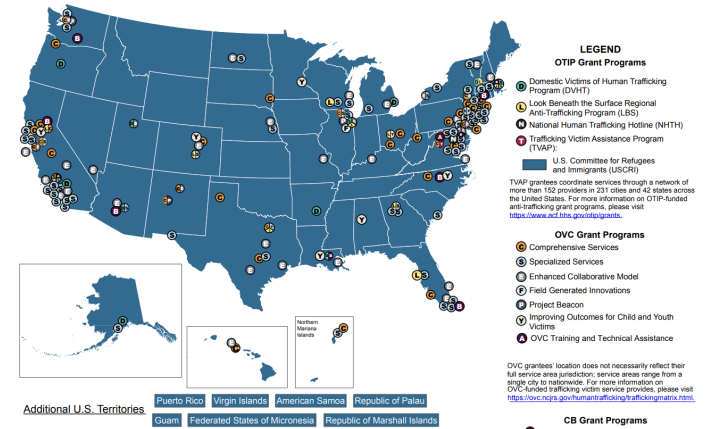 LEGEND
OTIP Grant Programs
D Domestic Victims of Human Trafficking
Program (DVHT)
L Look Beneath the Surface Regional
Anti-Trafficking Program (LBS)
N National Human Trafficking Hotline (NHTH)
T Trafficking Victim Assistance Program
(TVAP):
U.S. Committee for Refugees
and Immigrants (USCRI)
TVAP grantees coordinate services through a network of
more than 152 providers in 231 cities and 42 states across
the United States. For more information on OTIP-funded
anti-trafficking grant programs, please visit
https://www.acf.hhs.gov/otip/grants.
OVC Grant Programs
C Comprehensive Services
S Specialized Services
E Enhanced Collaborative Model
F Field Generated Innovations
P Project Beacon
Y Improving Outcomes for Child and Youth
Victims
A OVC Training and Technical Assistance
OVC grantees' location does not necessarily reflect their
full service area jurisdiction; service areas range from a
single city to nationwide. For more information on
OVC-funded trafficking victim service provides, please visit
https://ovc.ncjrs.gov/humantrafficking/traffickingmatrix.html.
CB Grant Programs
Northern
Mariana
Islands
Additional U.S. Territories
Puerto Rico
Virgin Islands
American Samoa
Republic of Palau
Guam
Federated States of Micronesia
Republic of Marshall Islands